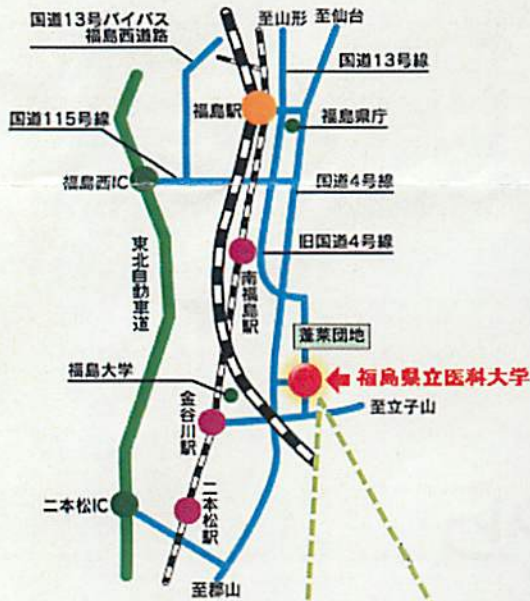 国道13号バイパス
福島西道路
至山形
至仙台
国道13号線
福島駅
福島県庁
国道115号線
福島西IC
国道4号線
東北自動車道
南福島駅
旧国道4号線
蓬莱団地
福島大学
福島県立医科大学
金谷川駅
至立子山
二本松IC
二本松駅
至郡山